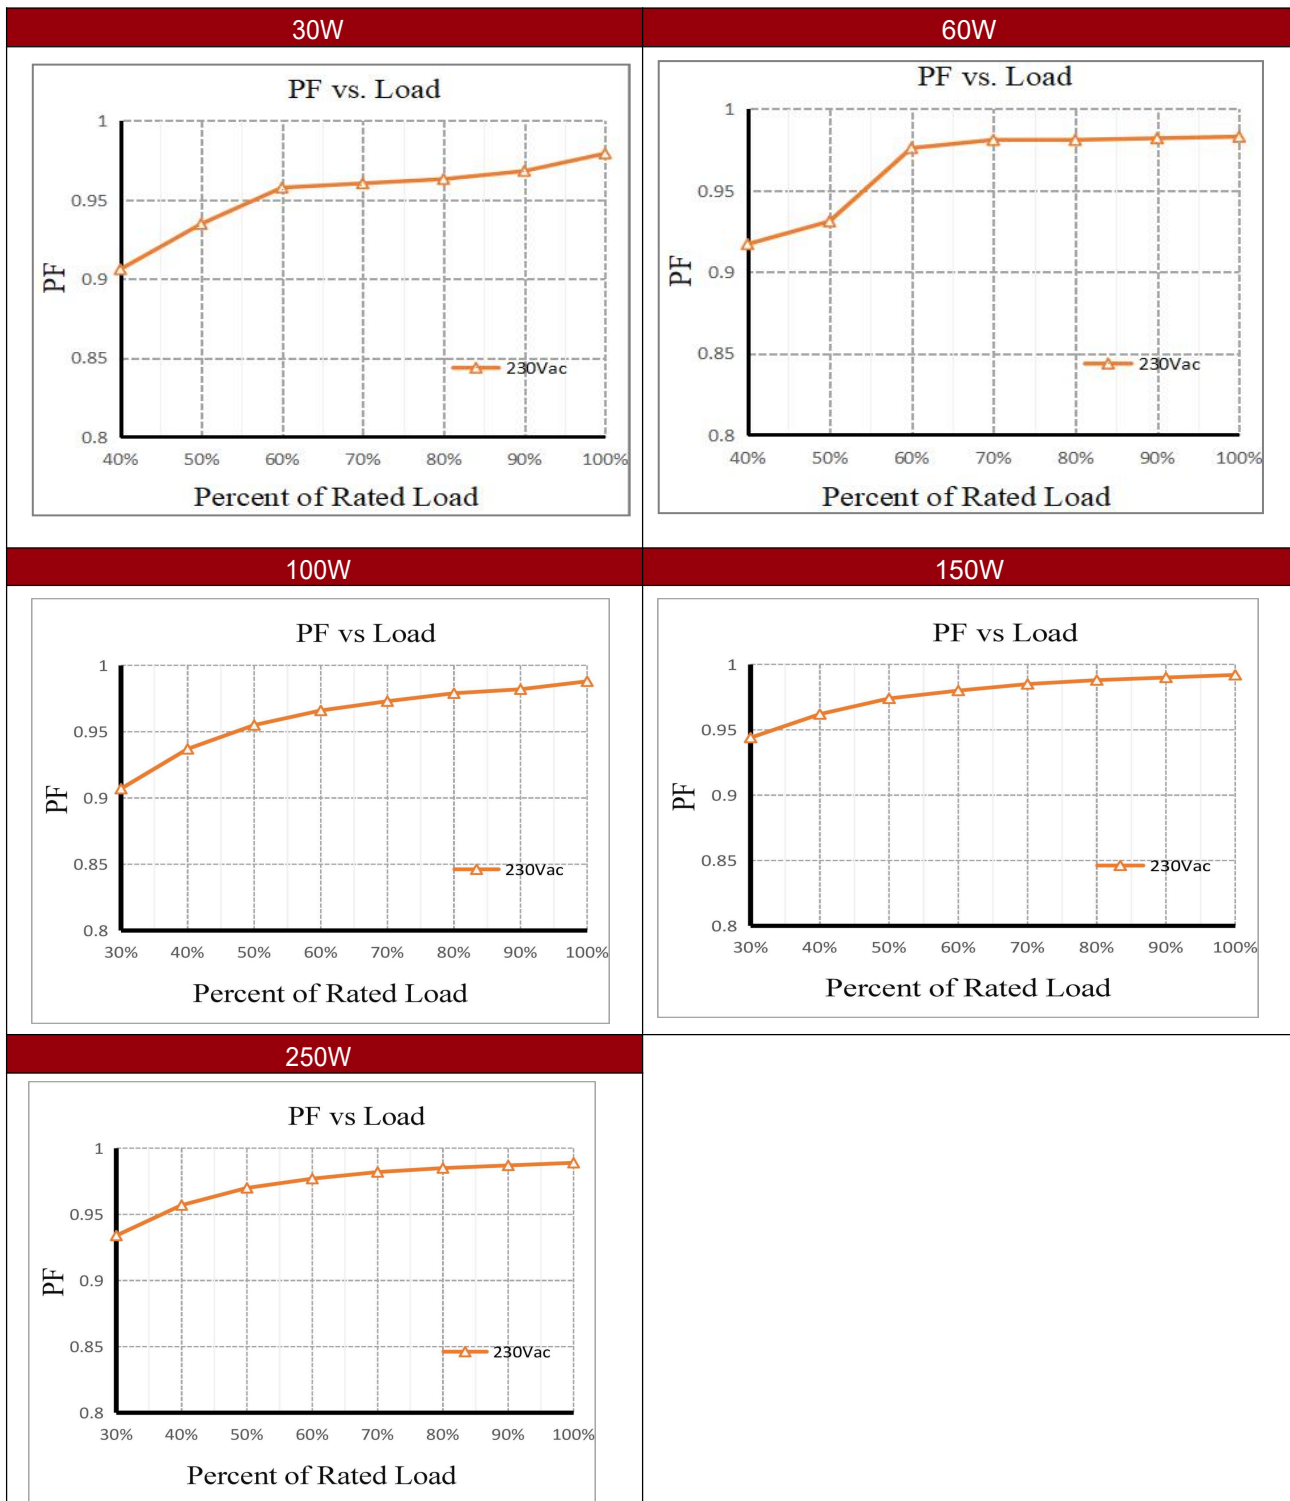 30W
60W
PF vs. Load
1
0.95
0.9
0.85
0.8
PF
230Vac
40% 50% 60% 70% 80% 90% 100%
Percent of Rated Load
PF vs. Load
1
0.95
0.9
0.85
0.8
PF
230Vac
40% 50% 60% 70% 80% 90% 100%
Percent of Rated Load
100W
150W
PF vs Load
1
0.95
0.9
0.85
0.8
PF
230Vac
30% 40% 50% 60% 70% 80% 90% 100%
Percent of Rated Load
PF vs Load
1
0.95
0.9
0.85
0.8
PF
230Vac
30% 40% 50% 60% 70% 80% 90% 100%
Percent of Rated Load
250W
PF vs Load
1
0.95
0.9
0.85
0.8
PF
230Vac
30% 40% 50% 60% 70% 80% 90% 100%
Percent of Rated Load